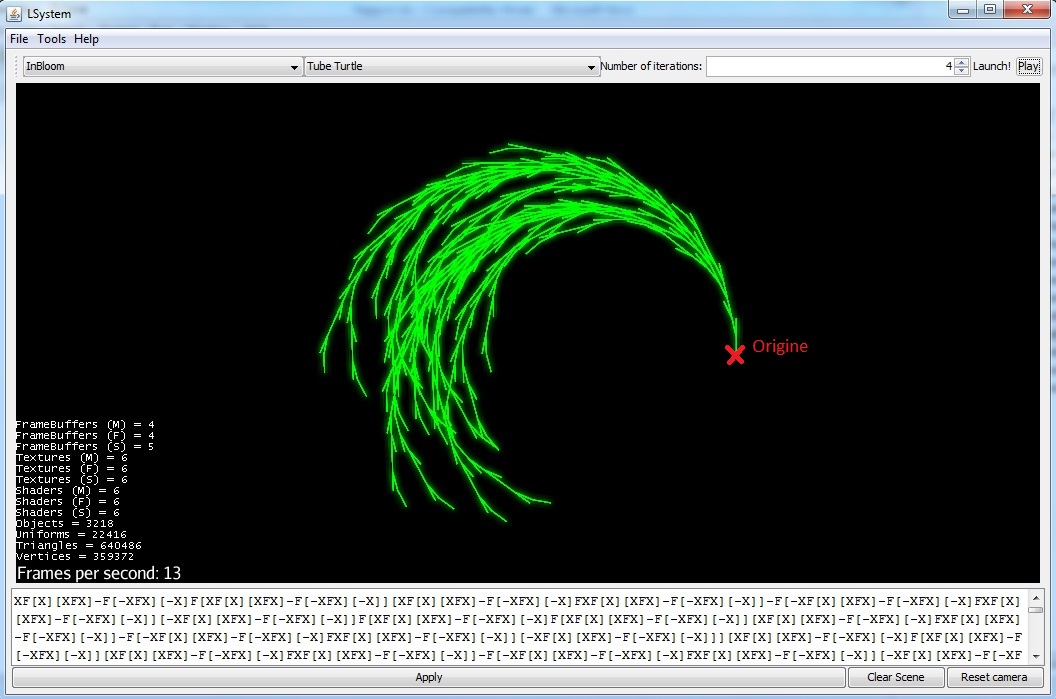 LSystem
File Tools Help
InBloom Tube Turtle Number of iterations: 4 Launch! Play
Origine
FrameBuffers (M) = 4
FrameBuffers (F) = 4
FrameBuffers (S) = 5
Textures (M) = 6
Textures (F) = 6
Textures (S) = 6
Shaders (M) = 6
Shaders (F) = 6
Shaders (S) = 6
Objects = 3218
Uniforms = 22416
Triangles = 640486
Vertices = 359372
Frames per second: 13
XF[X][XFX]-F[-XFX][-X]F[XF[X][XFX]-F[-XFX][-X]][XF[X][XFX]-F[-XFX][-X]FXF[X][XFX]-F[-XFX][-X]]-F[XF[X][XFX]-F[-XFX][-X]FXF[X]
[XFX]-F[-XFX][-X]]F[XF[X][XFX]-F[-XFX][-X]F[XF[X][XFX]-F[-XFX][-X]][XF[X][XFX]-F[-XFX][-X]FXF[X][XFX]-F[-XFX][-X]]
-F[-XFX][-X]]-F[-XF[X][XFX]-F[-XFX][-X]FXF[X][XFX]-F[-XFX][-X]][-XF[X][XFX]-F[-XFX][-X]]][XF[X][XFX]-F[-XFX][-X]F[XF[X][XFX]-F
[-XFX][-X]][XF[X][XFX]-F[-XFX][-X]FXF[X][XFX]-F[-XFX][-X]]-F[-XF[X][XFX]-F[-XFX][-X]FXF[X][XFX]-F[-XFX][-X]][-XF[X][XFX]-F[-XF
Apply Clear Scene Reset camera